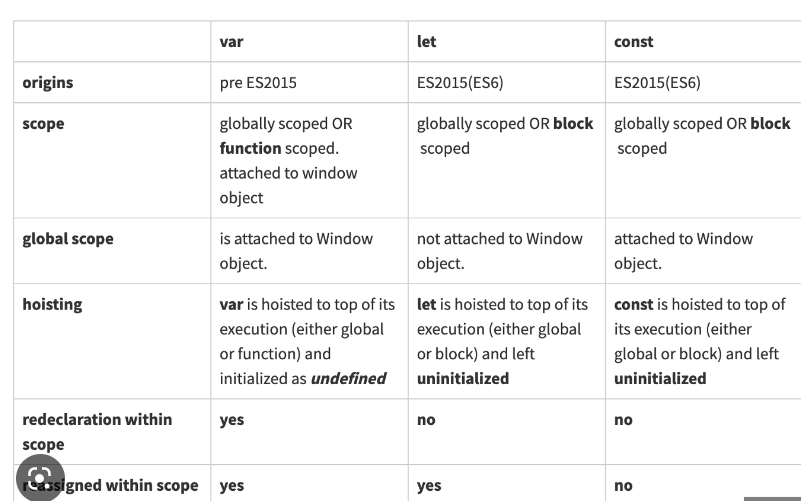 var let const
origins pre ES2015 ES2015(ES6) ES2015(ES6)
scope globally scoped OR globally scoped OR block globally scoped OR block
function scoped. scoped scoped
attached to window
object
global scope is attached to Window not attached to Window attached to Window
object. object. object.
hoisting var is hoisted to top of its let is hoisted to top of its const is hoisted to top of
execution (either global execution (either global its execution (either
or function) and or block) and left global or block) and left
initialized as undefined uninitialized uninitialized
redeclaration within yes no no
scope
reassigned within scope yes yes no